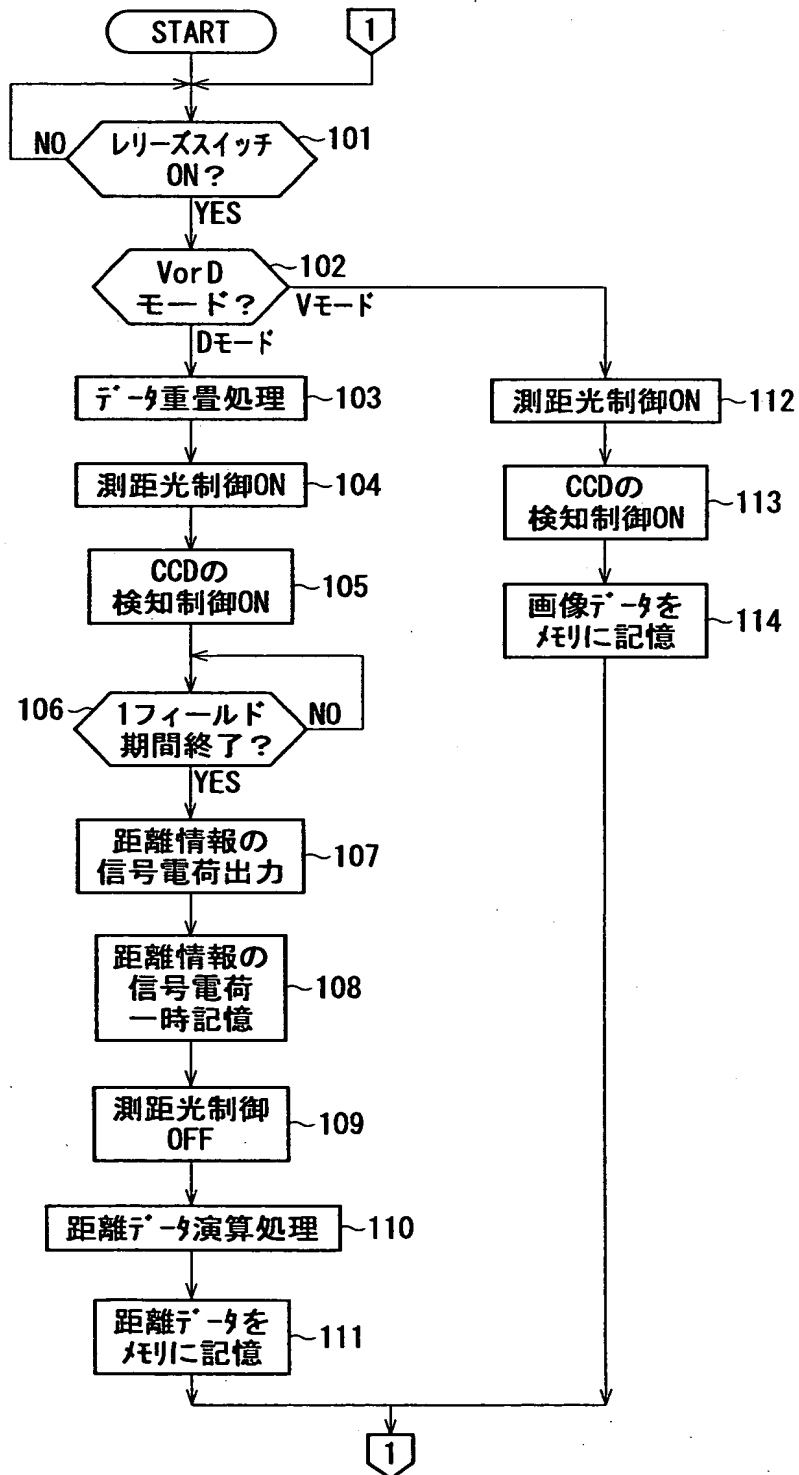 START
1
NO
レリーズスイッチ
ON?
101
YES
VorD
モード?
102
Vモード
Dモード
データ重畳処理
103
測距光制御ON
104
CCDの
検知制御ON
105
106
1フィールド
期間終了?
NO
YES
距離情報の
信号電荷出力
107
距離情報の
信号電荷
一時記憶
108
測距光制御
OFF
109
距離データ演算処理
110
距離データを
メモリに記憶
111
測距光制御ON
112
CCDの
検知制御ON
113
画像データを
メモリに記憶
114
1